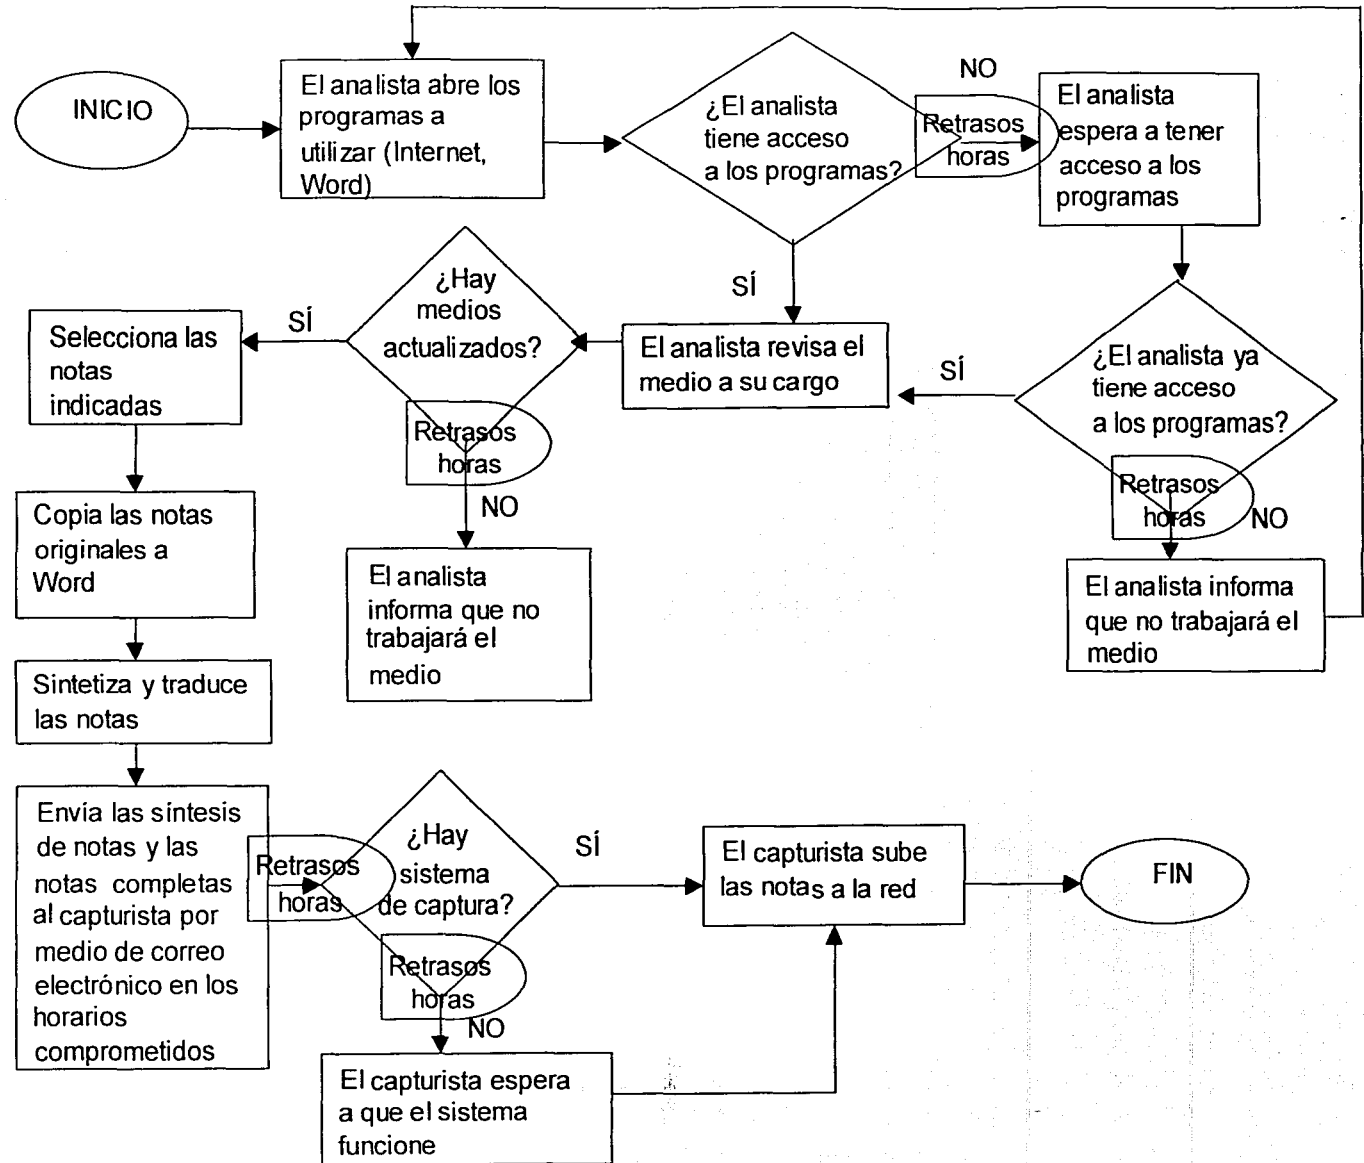 INICIO
El analista abre los
programas a
utilizar (Internet,
Word)
¿El analista
tiene acceso
a los programas?
NO
Retrasos
horas
El analista
espera a tener
acceso a los
programas
SÍ
¿El analista ya
tiene acceso
a los programas?
SÍ
Retrasos
horas
NO
El analista informa
que no trabajará el
medio
El analista revisa el
medio a su cargo
¿Hay
medios
actualizados?
SÍ
Retrasos
horas
NO
El analista
informa que no
trabajará el
medio
Selecciona las
notas
indicadas
Copia las notas
originales a
Word
Sintetiza y traduce
las notas
Envía las síntesis
de notas y las
notas completas
al capturista por
medio de correo
electrónico en los
horarios
comprometidos
Retrasos
horas
¿Hay
sistema
de captura?
SÍ
Retrasos
horas
NO
El capturista espera
a que el sistema
funcione
El capturista sube
las notas a la red
FIN